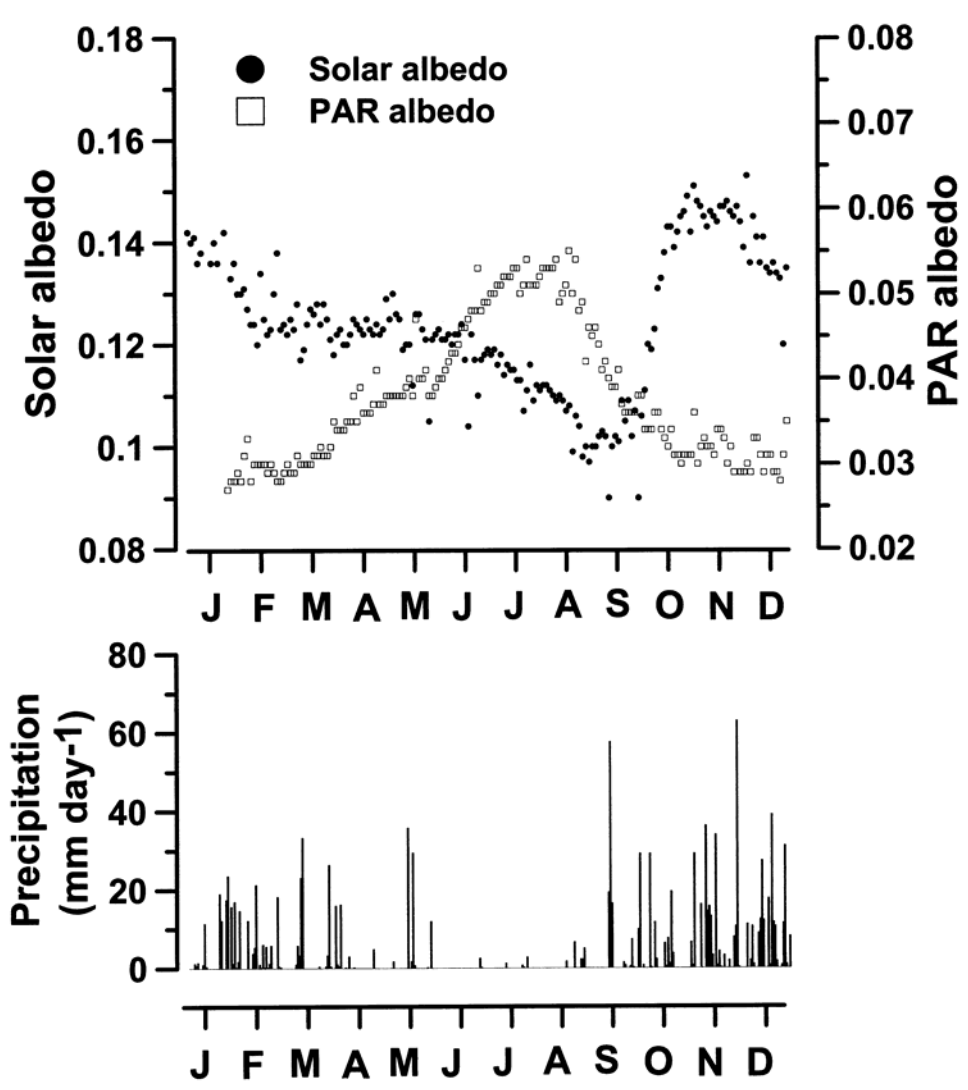 Solar albedo
PAR albedo
0.18
0.16
0.14
0.12
0.1
0.08
Solar albedo
0.08
0.07
0.06
0.05
0.04
0.03
0.02
PAR albedo
J F M A M J J A S O N D
80
60
40
20
0
Precipitation
(mm day-1)
J F M A M J J A S O N D